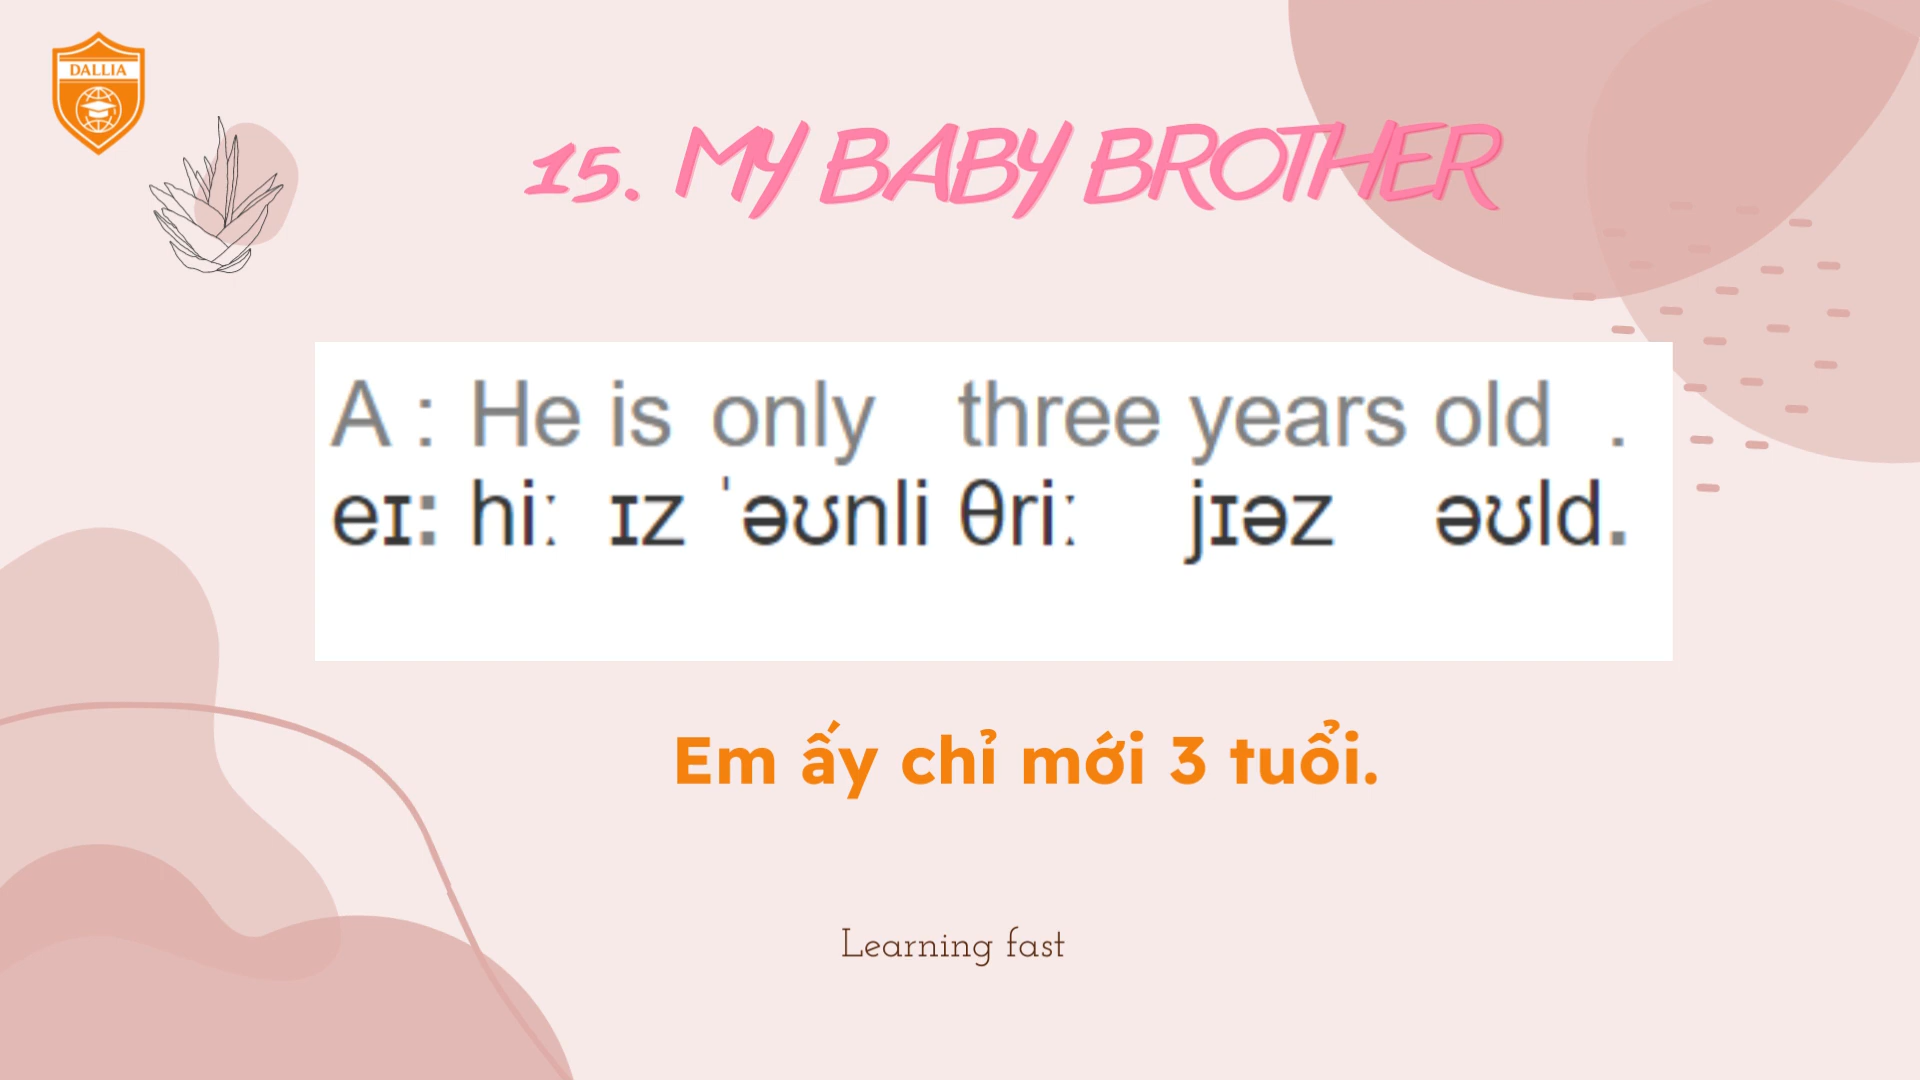 DALLIA
15. MY BABY BROTHER
A : He is only three years old .
eɪ: hiː ɪz ˈəʊnli θriː jɪəz əʊld.
Em ấy chỉ mới 3 tuổi.
Learning fast